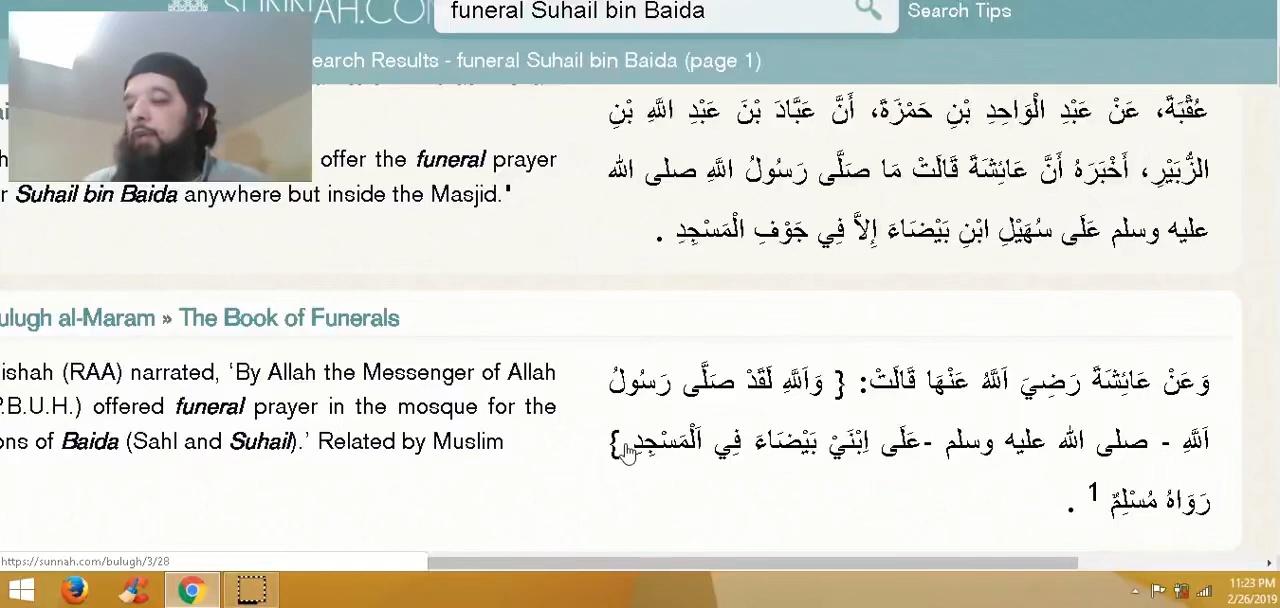 SUNNAH.COM
funeral Suhail bin Baida
Search Tips
earch Results - funeral Suhail bin Baida (page 1)
عُقْبَةَ، عَنْ عَبْدِ الْوَاحِدِ بْنِ حَمْزَةَ، أَنَّ عَبَّادَ بْنَ عَبْدِ اللَّهِ بْنِ
offer the funeral prayer
الزُّبَيْرِ، أَخْبَرَهُ أَنَّ عَائِشَةَ قَالَتْ مَا صَلَّى رَسُولُ اللَّهِ صلى الله
r Suhail bin Baida anywhere but inside the Masjid.'
عليه وسلم عَلَى سُهَيْلِ ابْنِ بَيْضَاءَ إِلاَّ فِي جَوْفِ الْمَسْجِدِ .
ulugh al-Maram » The Book of Funerals
ishah (RAA) narrated, ‘By Allah the Messenger of Allah
.B.U.H.) offered funeral prayer in the mosque for the
ons of Baida (Sahl and Suhail).’ Related by Muslim
وَعَنْ عَائِشَةَ رَضِيَ اَللَّهُ عَنْهَا قَالَتْ: { وَاَللَّهِ لَقَدْ صَلَّى رَسُولُ
اَللَّهِ - صلى الله عليه وسلم -عَلَى اِبْنَيْ بَيْضَاءَ فِي اَلْمَسْجِدِ }
رَوَاهُ مُسْلِمٌ 1 .
https://sunnah.com/bulugh/3/28
11:23 PM
2/26/2019